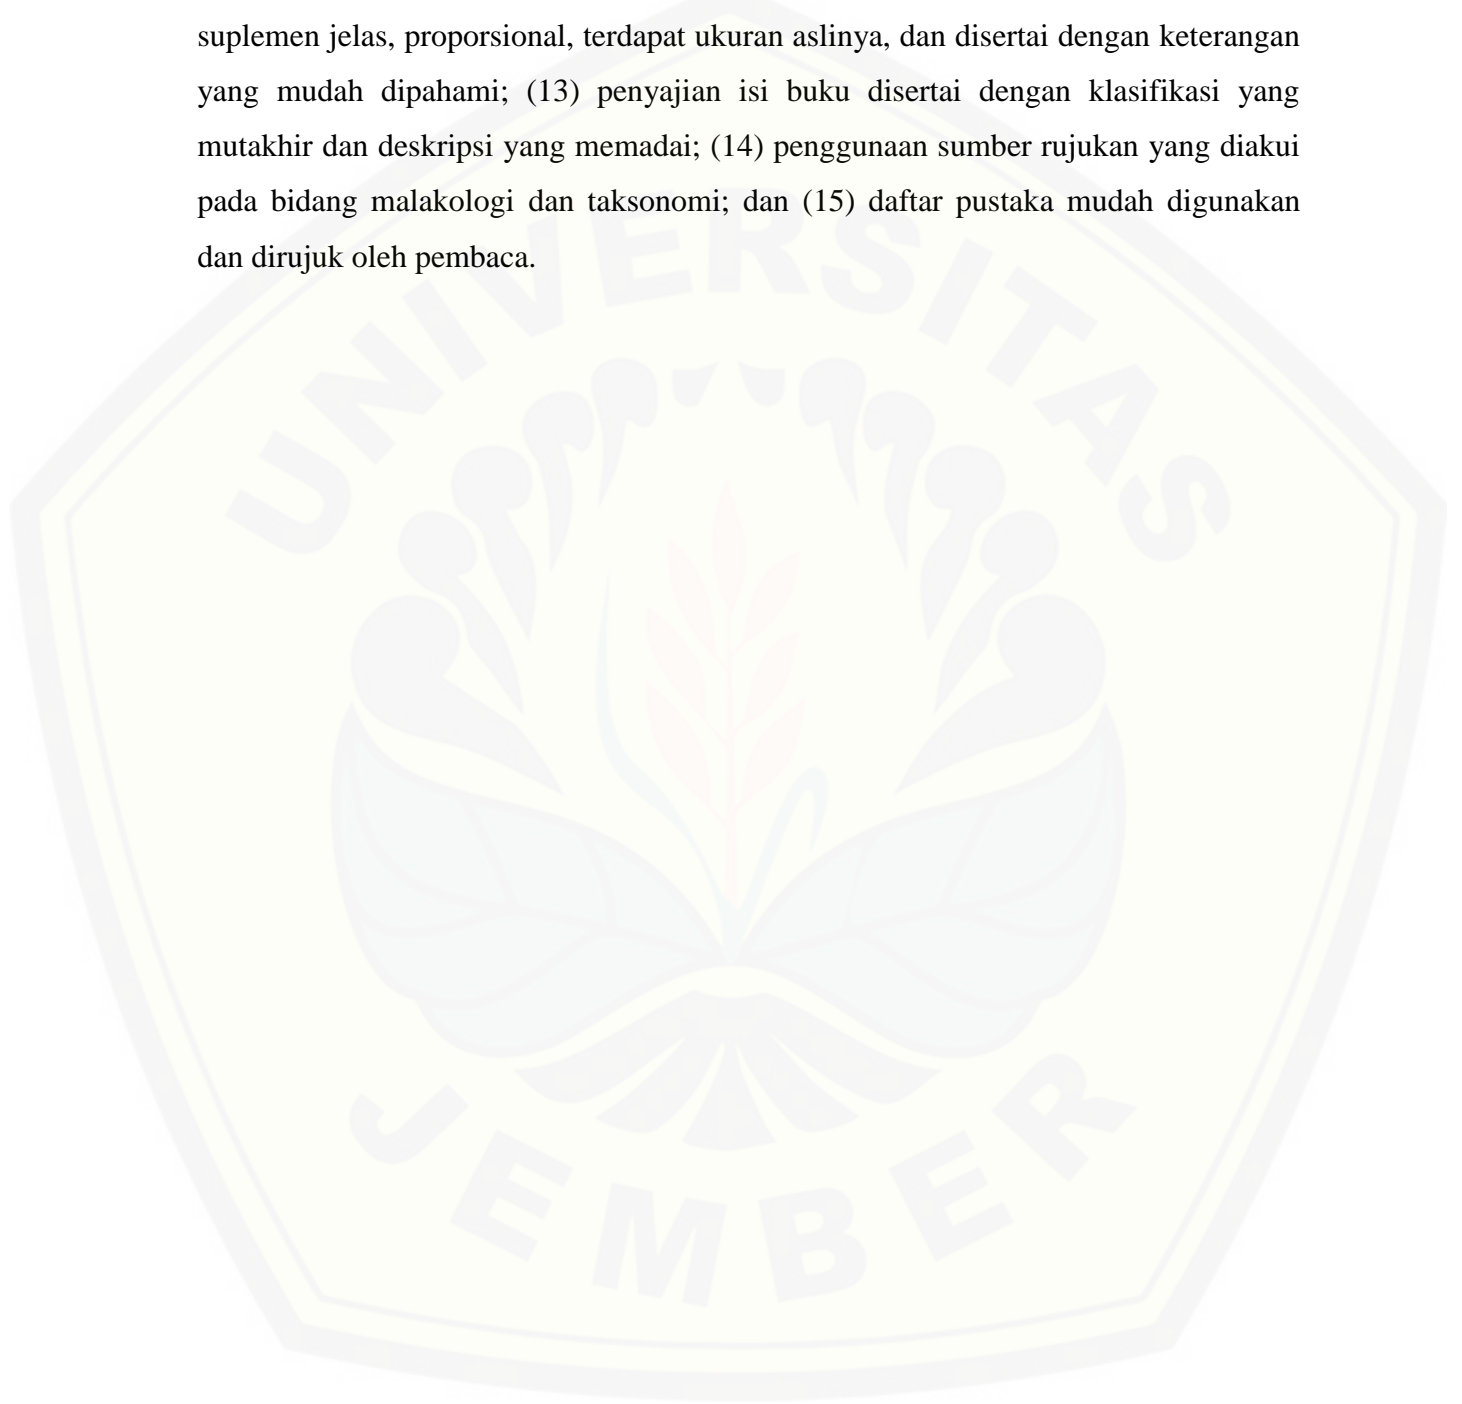 suplemen jelas, proporsional, terdapat ukuran aslinya, dan disertai dengan keterangan
yang mudah dipahami; (13) penyajian isi buku disertai dengan klasifikasi yang
mutakhir dan deskripsi yang memadai; (14) penggunaan sumber rujukan yang diakui
pada bidang malakologi dan taksonomi; dan (15) daftar pustaka mudah digunakan
dan dirujuk oleh pembaca.
UNIVERSITAS
JEMBER